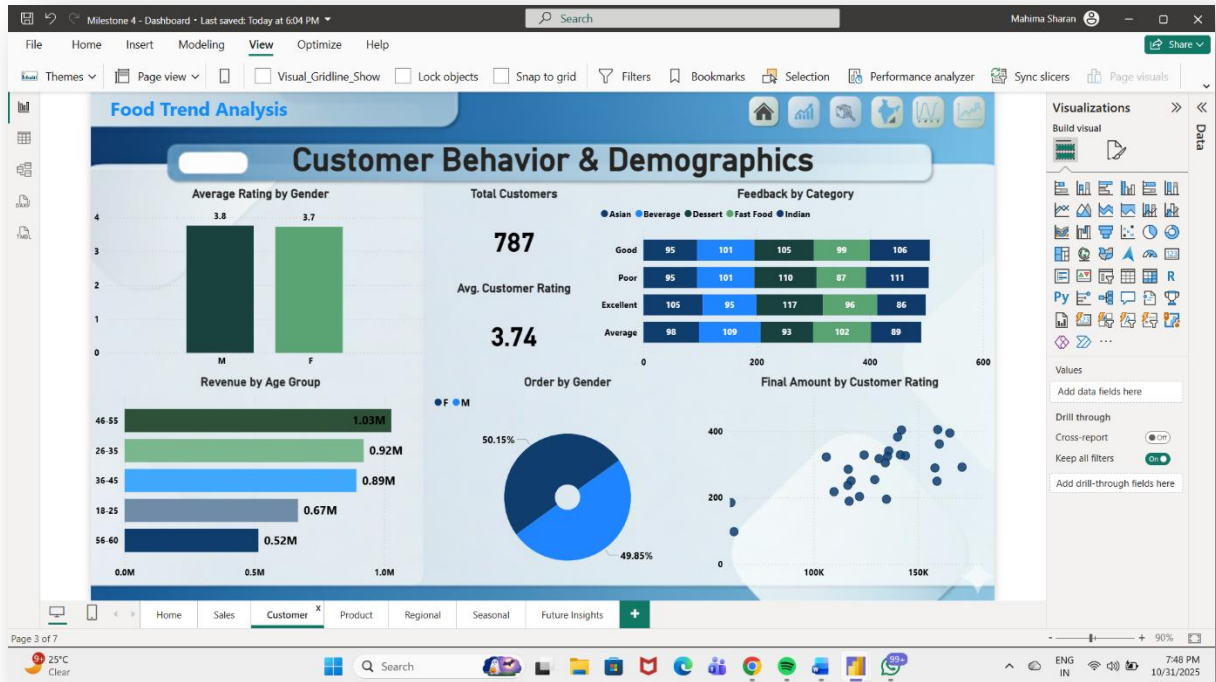 Milestone 4 - Dashboard • Last saved: Today at 6:04 PM
Search
Mahima Sharan
File Home Insert Modeling View Optimize Help
Share
Themes Page view Visual_Gridline_Show Lock objects Snap to grid Filters Bookmarks Selection Performance analyzer Sync slicers Page visuals
Food Trend Analysis
Customer Behavior & Demographics
Average Rating by Gender
4
3
2
1
0
3.8 3.7
M F
Total Customers
787
Avg. Customer Rating
3.74
Feedback by Category
Asian Beverage Dessert Fast Food Indian
Good 95 101 105 99 106
Poor 95 101 110 87 111
Excellent 105 95 117 96 86
Average 98 109 93 102 89
0 200 400 600
Revenue by Age Group
46-55 1.03M
26-35 0.92M
36-45 0.89M
18-25 0.67M
56-60 0.52M
0.0M 0.5M 1.0M
Order by Gender
F M
50.15%
49.85%
Final Amount by Customer Rating
400
200
0
100K 150K
Visualizations
Data
Build visual
R
Py
Values
Add data fields here
Drill through
Cross-report Off
Keep all filters On
Add drill-through fields here
Home Sales Customer Product Regional Seasonal Future Insights
Page 3 of 7
90%
9+
25°C
Clear
Search
99+
ENG
IN
7:48 PM
10/31/2025